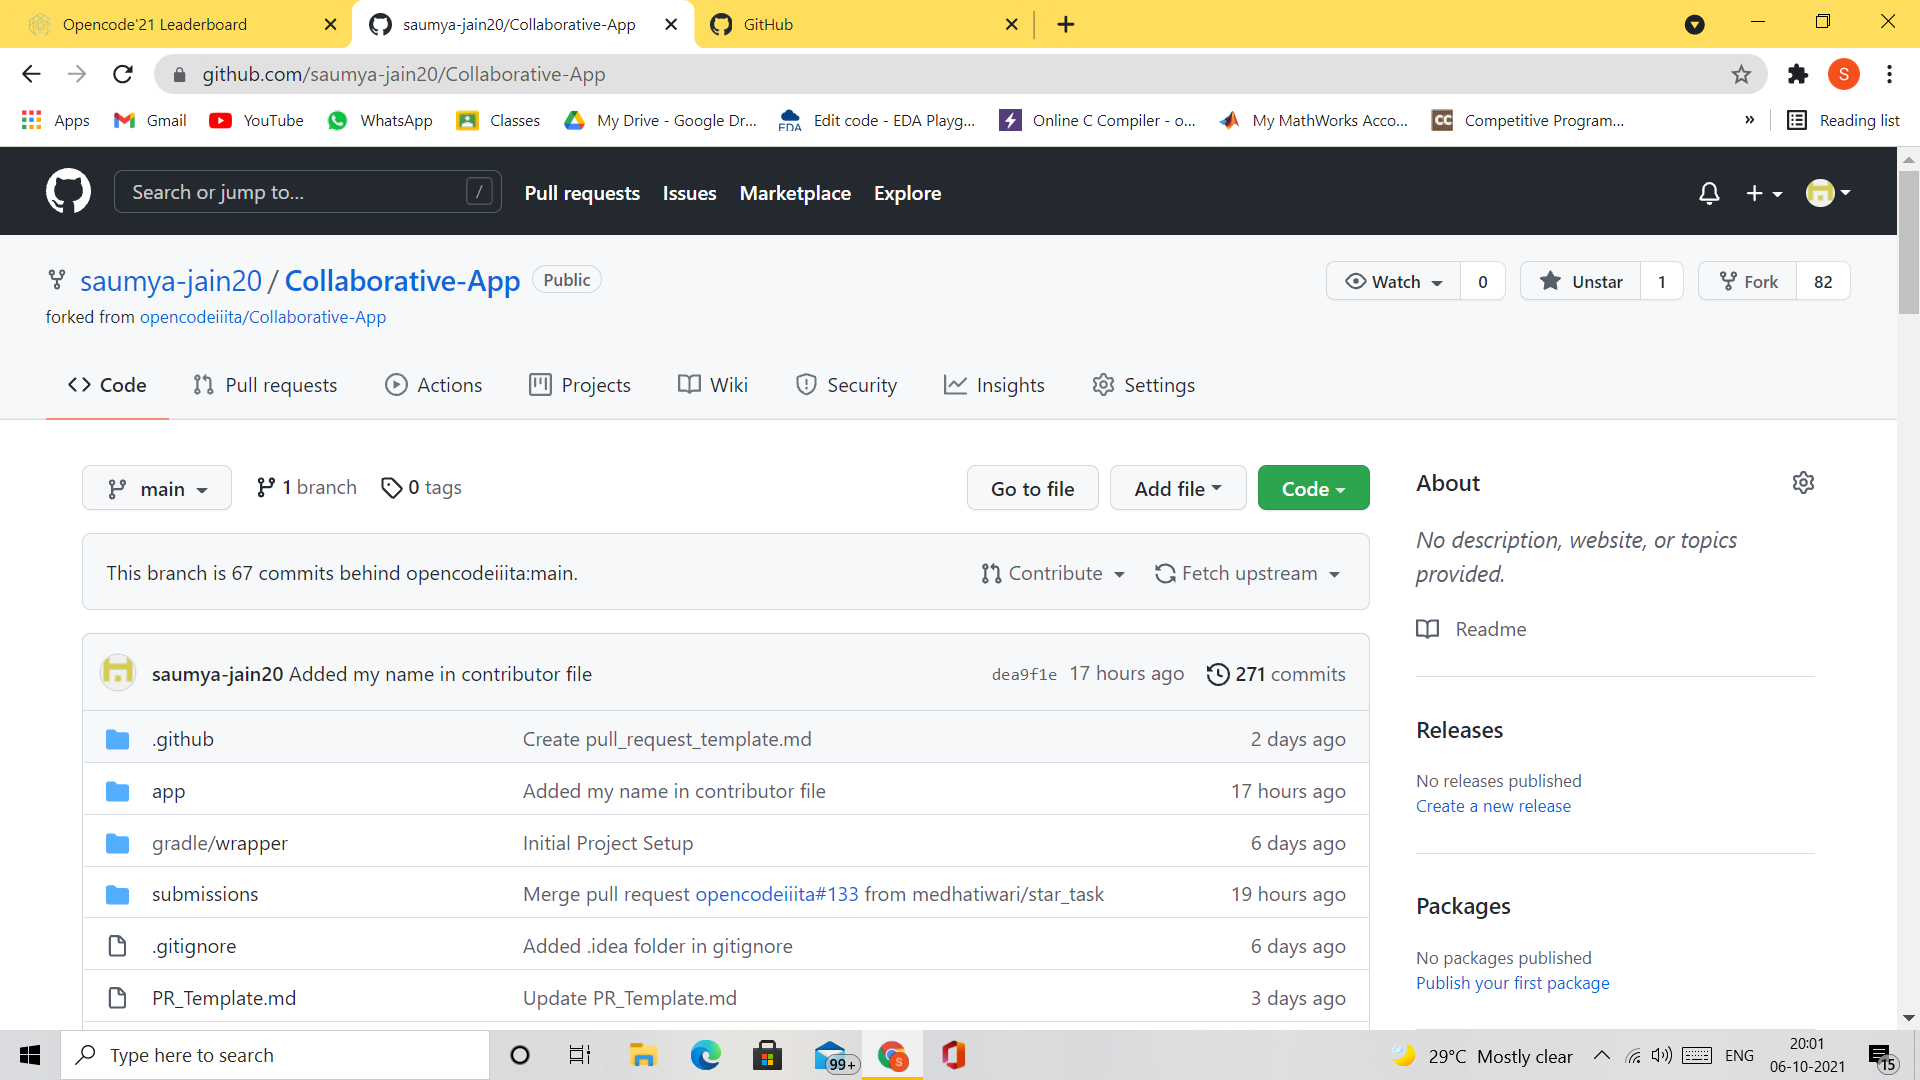 Opencode'21 Leaderboard
saumya-jain20/Collaborative-App
GitHub
github.com/saumya-jain20/Collaborative-App
S
Apps
Gmail
YouTube
WhatsApp
Classes
My Drive - Google Dr...
EDA
Edit code - EDA Playg...
Online C Compiler - o...
My MathWorks Acco...
CC
Competitive Program...
»
Reading list
Search or jump to...
/
Pull requests
Issues
Marketplace
Explore
saumya-jain20 / Collaborative-App
Public
Watch
0
Unstar
1
Fork
82
forked from opencodeiiita/Collaborative-App
Code
Pull requests
Actions
Projects
Wiki
Security
Insights
Settings
main
1 branch
0 tags
Go to file
Add file
Code
About
No description, website, or topics
provided.
Readme
This branch is 67 commits behind opencodeiiita:main.
Contribute
Fetch upstream
saumya-jain20 Added my name in contributor file
dea9f1e 17 hours ago
271 commits
.github
Create pull_request_template.md
2 days ago
app
Added my name in contributor file
17 hours ago
gradle/wrapper
Initial Project Setup
6 days ago
submissions
Merge pull request opencodeiiita#133 from medhatiwari/star_task
19 hours ago
.gitignore
Added .idea folder in gitignore
6 days ago
PR_Template.md
Update PR_Template.md
3 days ago
Releases
No releases published
Create a new release
Packages
No packages published
Publish your first package
Type here to search
99+
S
29°C Mostly clear
ENG
20:01
06-10-2021
15